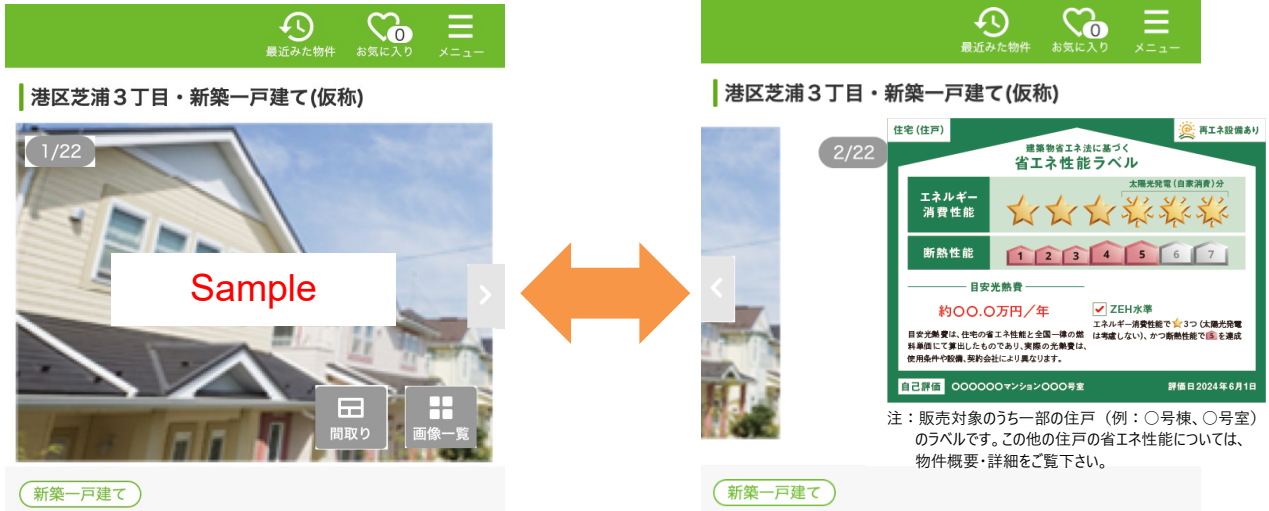 最近みた物件
お気に入り
0
メニュー
港区芝浦３丁目・新築一戸建て(仮称)
1/22
Sample
間取り
画像一覧
新築一戸建て
最近みた物件
お気に入り
0
メニュー
港区芝浦３丁目・新築一戸建て(仮称)
2/22
住宅(住戸)
再エネ設備あり
建築物省エネ法に基づく
省エネ性能ラベル
エネルギー
消費性能
太陽光発電(自家消費)分
断熱性能
1 2 3 4 5 6 7
目安光熱費
約〇〇.〇万円／年
目安光熱費は、住宅の省エネ性能と全国一律の燃
料単価にて算出したものであり、実際の光熱費は、
使用条件や設備、契約会社により異なります。
ZEH水準
エネルギー消費性能で★3つ(太陽光発電
は考慮しない)、かつ断熱性能で5を達成
自己評価
〇〇〇〇〇〇マンション〇〇〇号室
評価日2024年6月1日
注：販売対象のうち一部の住戸（例：○号棟、○号室）
のラベルです。この他の住戸の省エネ性能については、
物件概要・詳細をご覧下さい。
新築一戸建て